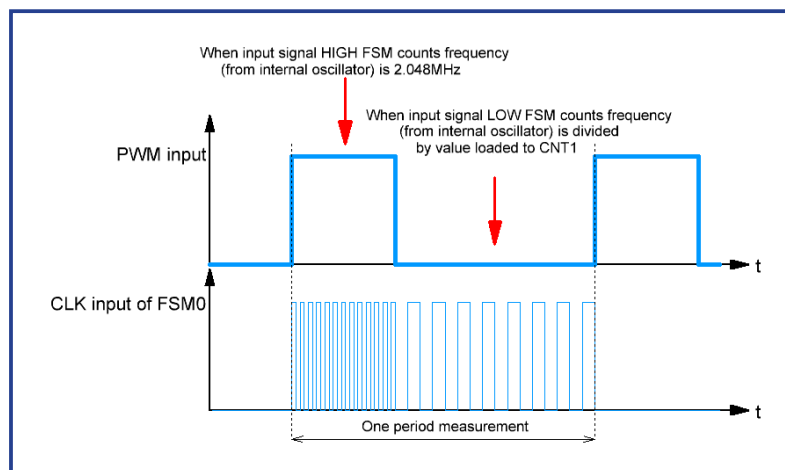 When input signal HIGH FSM counts frequency
(from internal oscillator) is 2.048MHz
When input signal LOW FSM counts frequency
(from internal oscillator) is divided
by value loaded to CNT1
PWM input
t
CLK input of FSM0
t
One period measurement